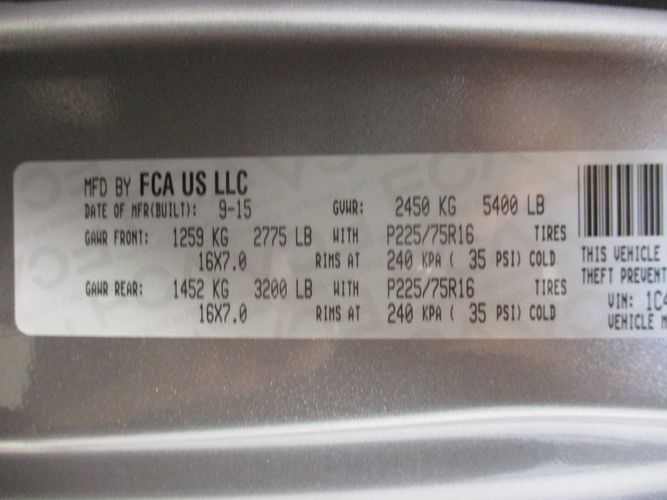 MFD BY FCA US LLC
DATE OF MFR(BUILT): 9-15 GVWR: 2450 KG 5400 LB
GAWR FRONT: 1259 KG 2775 LB WITH P225/75R16 TIRES
16X7.0 RIMS AT 240 KPA ( 35 PSI) COLD
GAWR REAR: 1452 KG 3200 LB WITH P225/75R16 TIRES
16X7.0 RIMS AT 240 KPA ( 35 PSI) COLD
THIS VEHICLE
THEFT PREVENT
VIN: 1C4
VEHICLE M